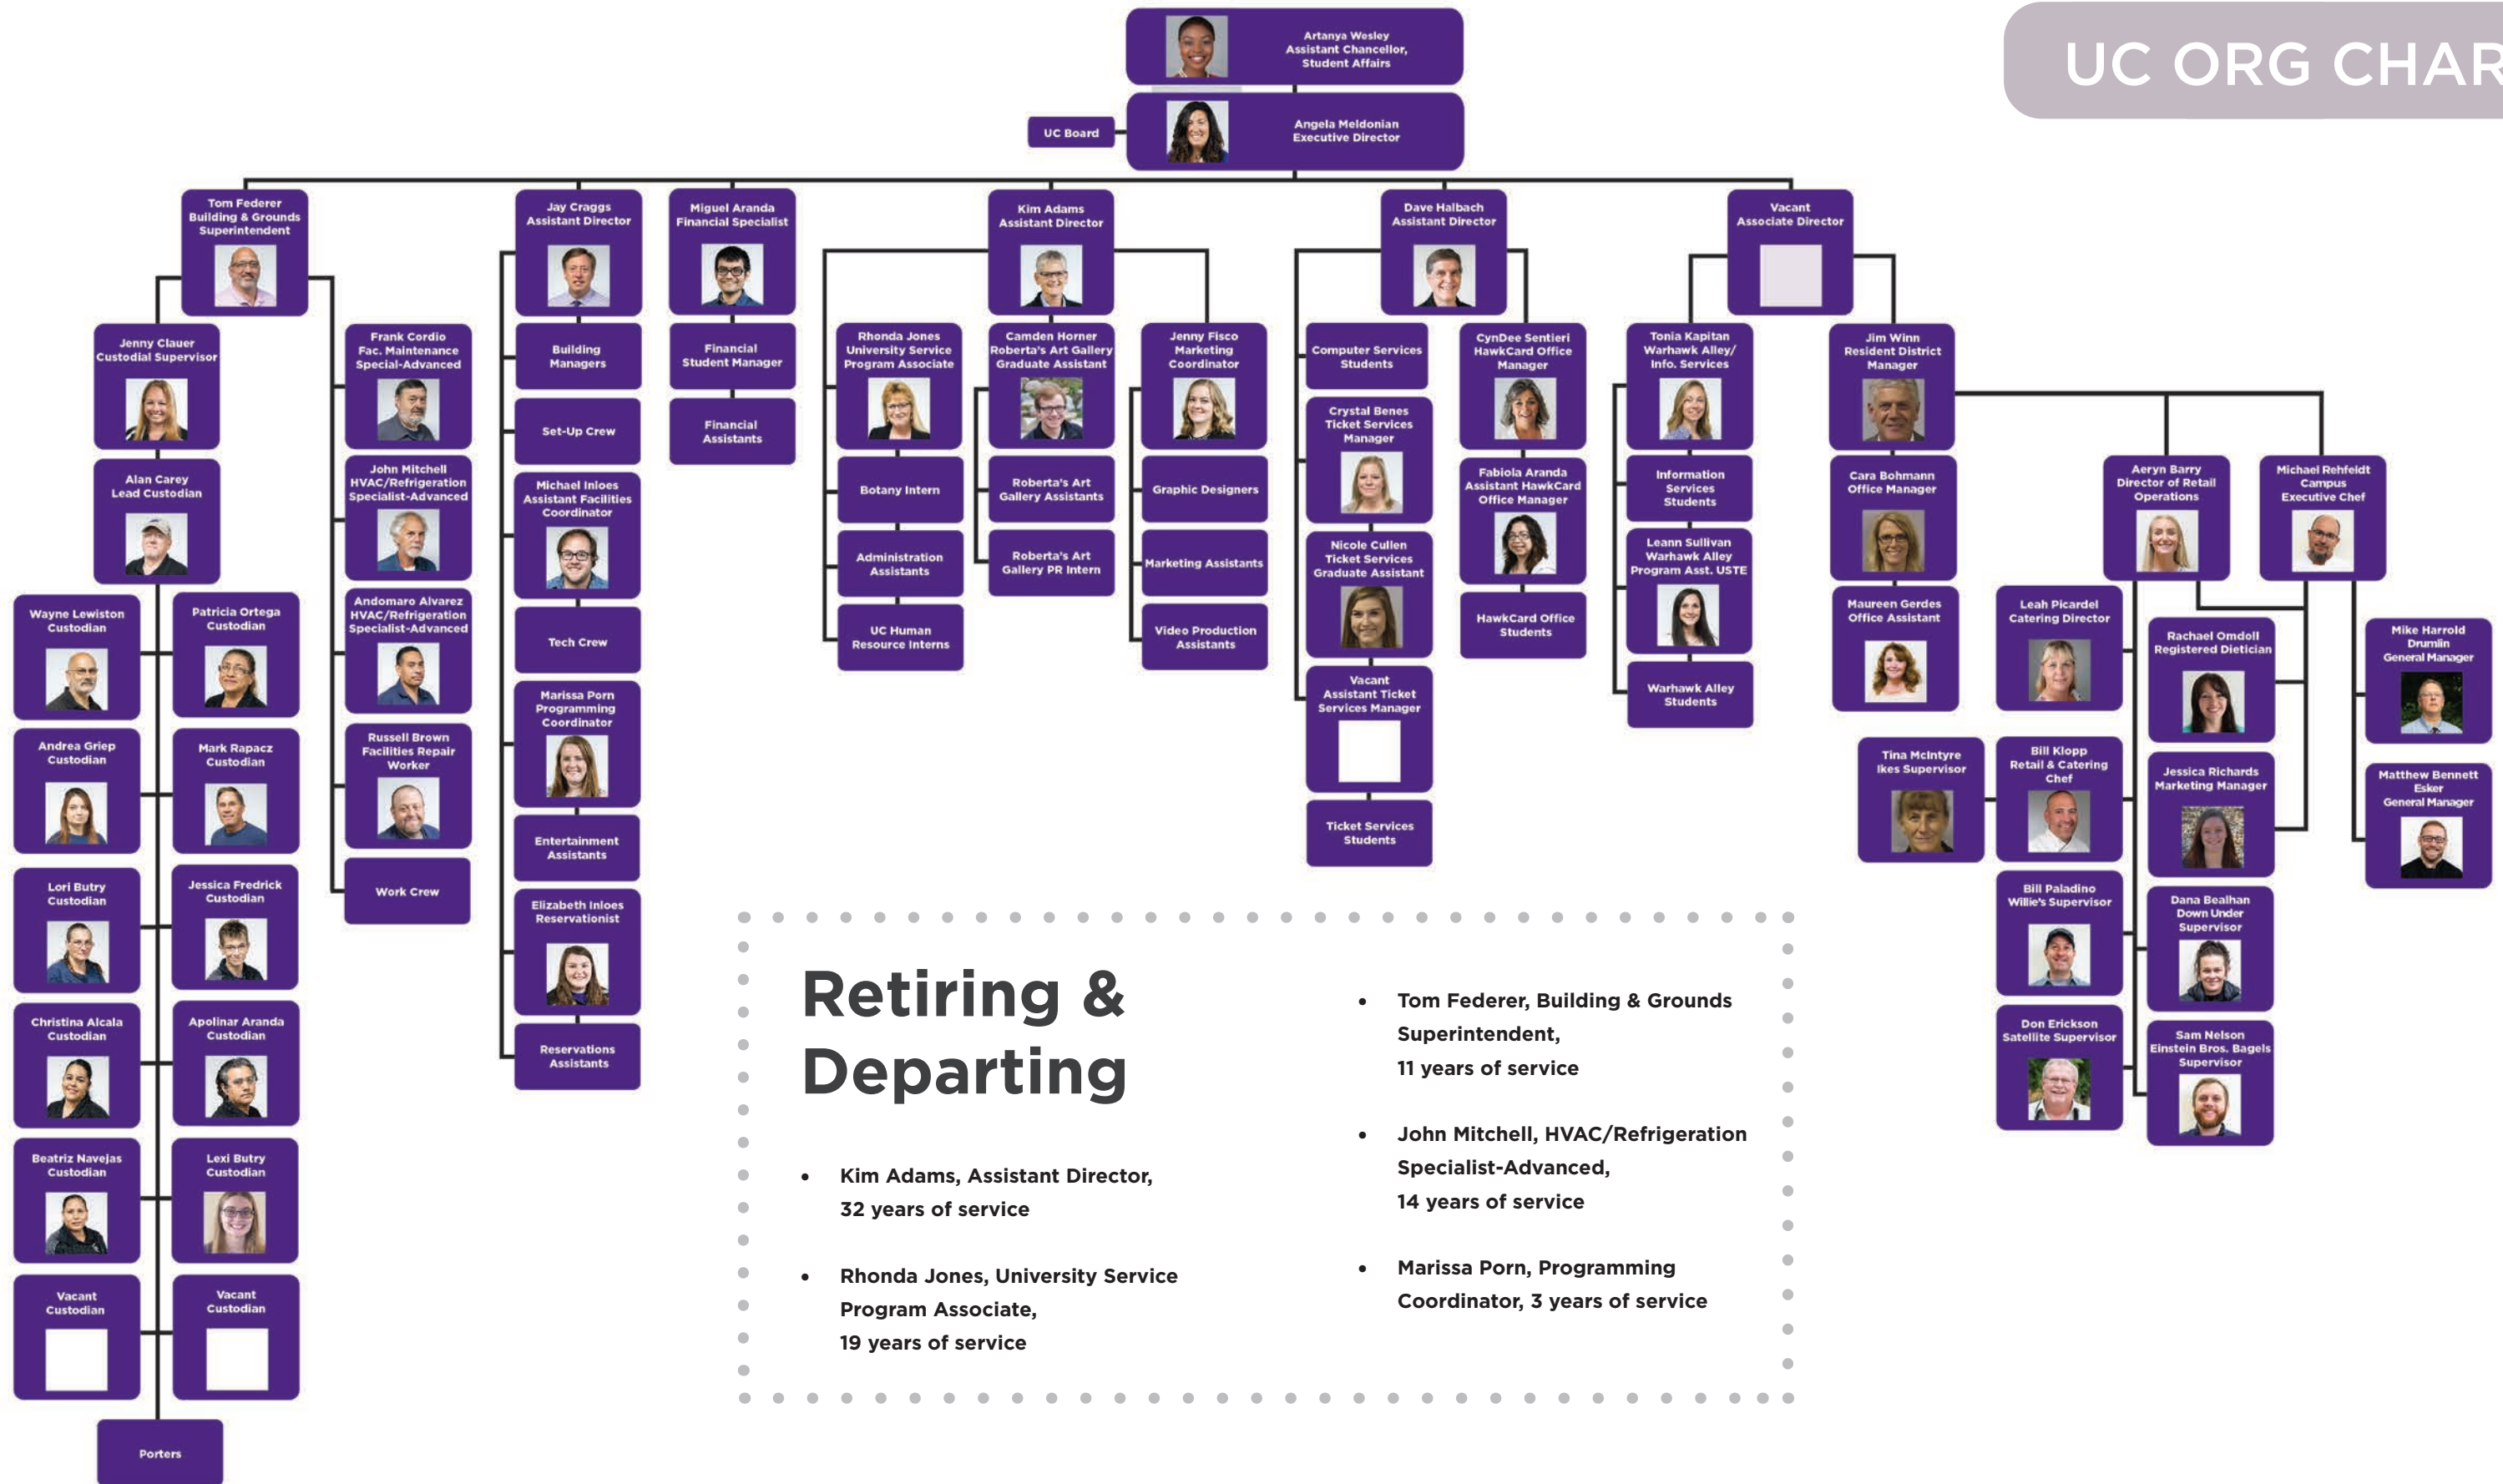 UC ORG CHAR
Artanya Wesley
Assistant Chancellor,
Student Affairs
UC Board
Angela Meldonian
Executive Director
Tom Federer
Building & Grounds
Superintendent
Jenny Clauer
Custodial Supervisor
Alan Carey
Lead Custodian
Wayne Lewiston
Custodian
Patricia Ortega
Custodian
Andrea Griep
Custodian
Mark Rapacz
Custodian
Lori Butry
Custodian
Jessica Fredrick
Custodian
Christina Alcala
Custodian
Apolinar Aranda
Custodian
Beatriz Navejas
Custodian
Lexi Butry
Custodian
Vacant
Custodian
Vacant
Custodian
Porters
Frank Cordio
Fac. Maintenance
Special-Advanced
John Mitchell
HVAC/Refrigeration
Specialist-Advanced
Andomaro Alvarez
HVAC/Refrigeration
Specialist-Advanced
Russell Brown
Facilities Repair
Worker
Work Crew
Jay Craggs
Assistant Director
Building
Managers
Set-Up Crew
Michael Inloes
Assistant Facilities
Coordinator
Tech Crew
Marissa Porn
Programming
Coordinator
Entertainment
Assistants
Elizabeth Inloes
Reservationist
Reservations
Assistants
Miguel Aranda
Financial Specialist
Financial
Student Manager
Financial
Assistants
Kim Adams
Assistant Director
Rhonda Jones
University Service
Program Associate
Botany Intern
Administration
Assistants
UC Human
Resource Interns
Camden Horner
Roberta's Art Gallery
Graduate Assistant
Roberta's Art
Gallery Assistants
Roberta's Art
Gallery PR Intern
Jenny Fisco
Marketing
Coordinator
Graphic Designers
Marketing Assistants
Video Production
Assistants
Dave Halbach
Assistant Director
Computer Services
Students
Crystal Benes
Ticket Services
Manager
Nicole Cullen
Ticket Services
Graduate Assistant
Vacant
Assistant Ticket
Services Manager
Ticket Services
Students
CynDee Sentieri
HawkCard Office
Manager
Fabiola Aranda
Assistant HawkCard
Office Manager
HawkCard Office
Students
Vacant
Associate Director
Tonia Kapitan
Warhawk Alley/
Info. Services
Information
Services
Students
Leann Sullivan
Warhawk Alley
Program Asst. USTE
Warhawk Alley
Students
Jim Winn
Resident District
Manager
Cara Bohmann
Office Manager
Maureen Gerdes
Office Assistant
Aeryn Barry
Director of Retail
Operations
Michael Rehfeldt
Campus
Executive Chef
Leah Picardel
Catering Director
Rachael Omdoll
Registered Dietician
Mike Harrold
Drumlin
General Manager
Tina McIntyre
Ikes Supervisor
Bill Klopp
Retail & Catering
Chef
Jessica Richards
Marketing Manager
Matthew Bennett
Esker
General Manager
Bill Paladino
Willie's Supervisor
Dana Bealhan
Down Under
Supervisor
Don Erickson
Satellite Supervisor
Sam Nelson
Einstein Bros. Bagels
Supervisor
Retiring &
Departing
• Kim Adams, Assistant Director,
32 years of service
• Rhonda Jones, University Service
Program Associate,
19 years of service
• Tom Federer, Building & Grounds
Superintendent,
11 years of service
• John Mitchell, HVAC/Refrigeration
Specialist-Advanced,
14 years of service
• Marissa Porn, Programming
Coordinator, 3 years of service